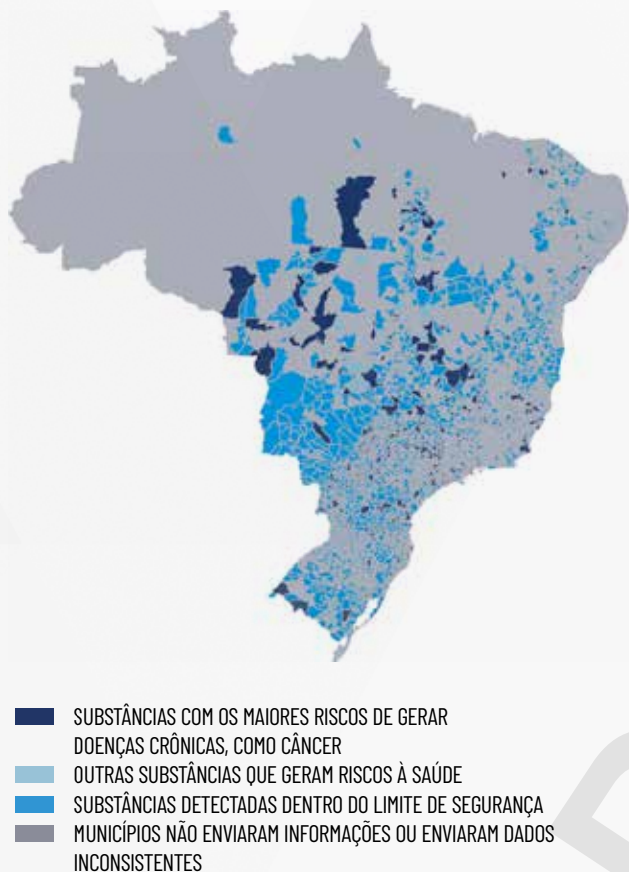 SUBSTÂNCIAS COM OS MAIORES RISCOS DE GERAR
DOENÇAS CRÔNICAS, COMO CÂNCER
OUTRAS SUBSTÂNCIAS QUE GERAM RISCOS À SAÚDE
SUBSTÂNCIAS DETECTADAS DENTRO DO LIMITE DE SEGURANÇA
MUNICÍPIOS NÃO ENVIARAM INFORMAÇÕES OU ENVIARAM DADOS
INCONSISTENTES